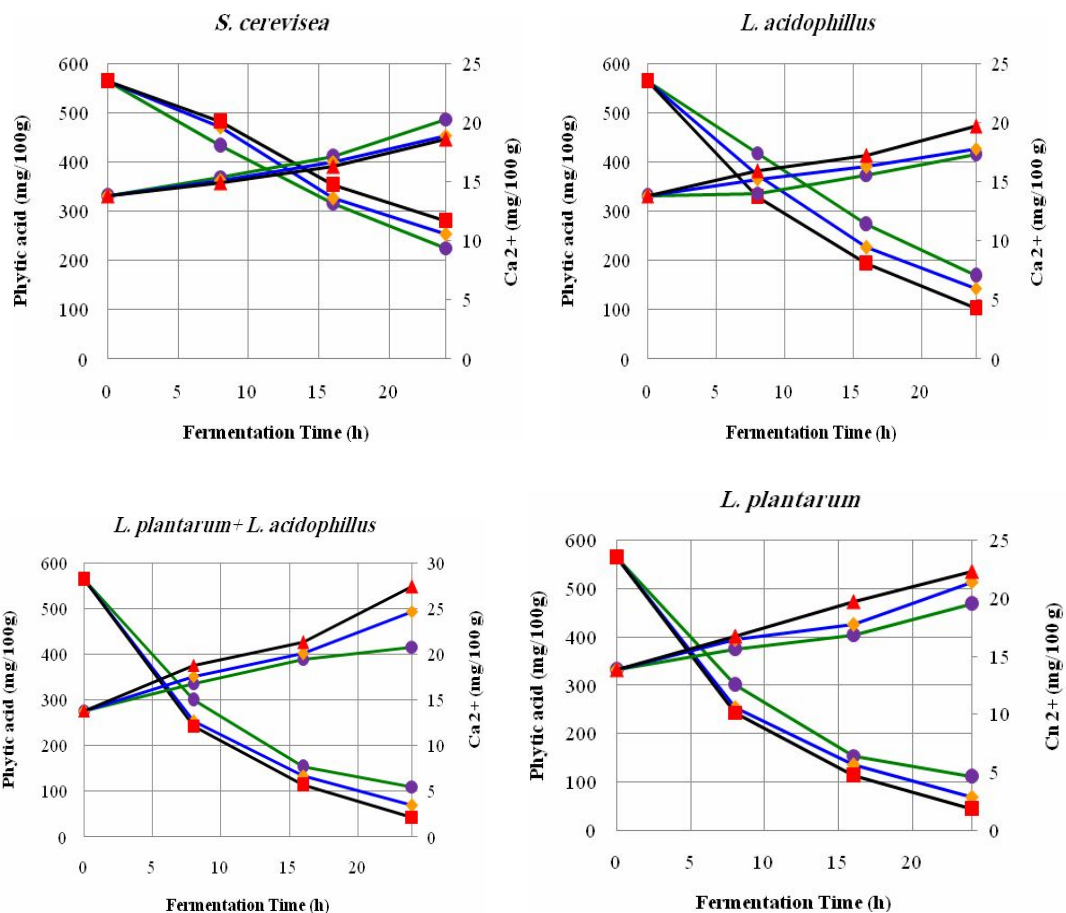 S. cerevisea
600
500
400
300
200
100
0
Phytic acid (mg/100g)
25
20
15
10
5
0
Ca 2+ (mg/100 g)
0 5 10 15 20
Fermentation Time (h)
L. acidophillus
600
500
400
300
200
100
0
Phytic acid (mg/100g)
25
20
15
10
5
0
Ca 2+ (mg/100 g)
0 5 10 15 20
Fermentation Time (h)
L. plantarum+ L. acidophillus
600
500
400
300
200
100
0
Phytic acid (mg/100g)
30
25
20
15
10
5
0
Ca 2+ (mg/100 g)
0 5 10 15 20
Fermentation Time (h)
L. plantarum
600
500
400
300
200
100
0
Phytic acid (mg/100g)
25
20
15
10
5
0
Cn 2+ (mg/100 g)
0 5 10 15 20
Fermentation Time (h)